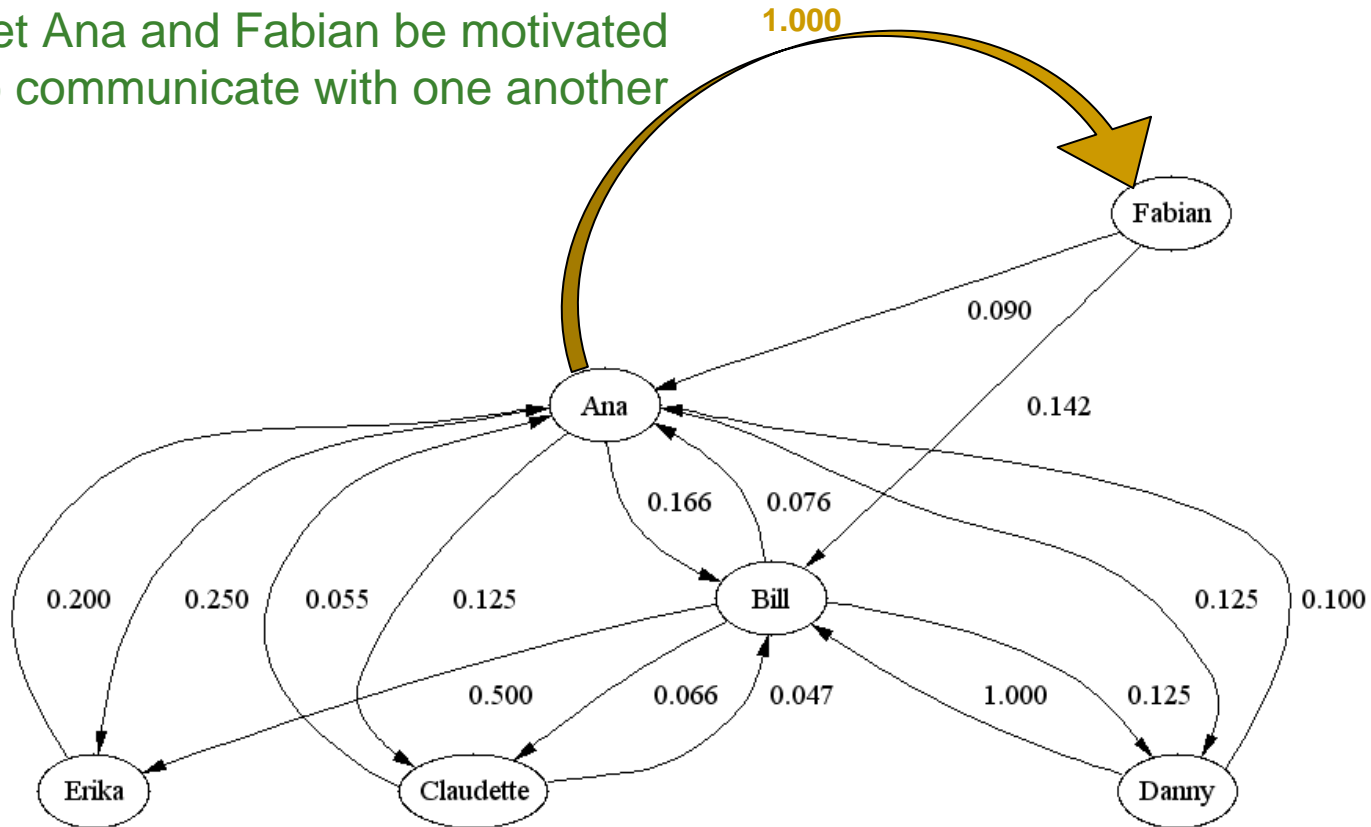 et Ana and Fabian be motivated
communicate with one another
1.000
Fabian
0.090
Ana
0.142
0.166
0.076
0.200
0.250
0.055
0.125
Bill
0.125
0.100
0.500
0.066
0.047
1.000
0.125
Erika
Claudette
Danny